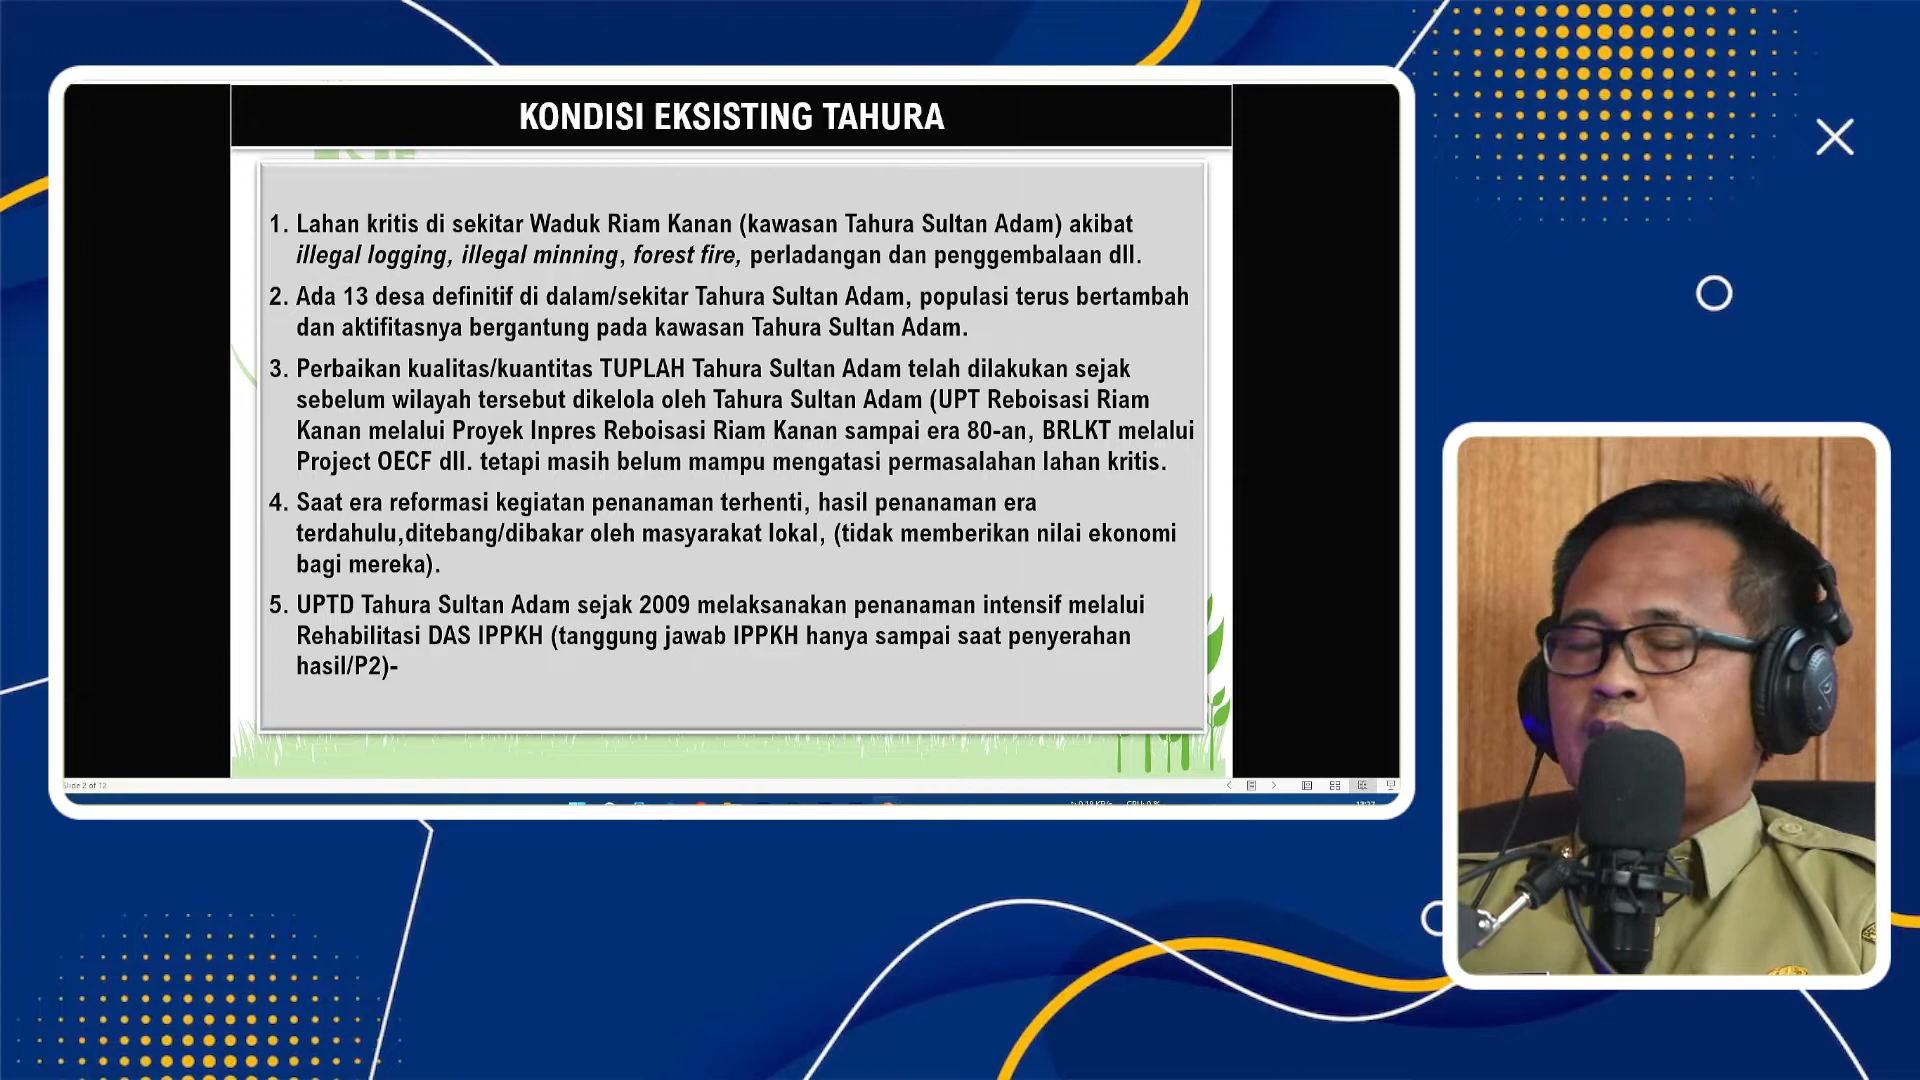 KONDISI EKSISTING TAHURA
1. Lahan kritis di sekitar Waduk Riam Kanan (kawasan Tahura Sultan Adam) akibat
illegal logging, illegal minning, forest fire, perladangan dan penggembalaan dll.
2. Ada 13 desa definitif di dalam/sekitar Tahura Sultan Adam, populasi terus bertambah
dan aktifitasnya bergantung pada kawasan Tahura Sultan Adam.
3. Perbaikan kualitas/kuantitas TUPLAH Tahura Sultan Adam telah dilakukan sejak
sebelum wilayah tersebut dikelola oleh Tahura Sultan Adam (UPT Reboisasi Riam
Kanan melalui Proyek Inpres Reboisasi Riam Kanan sampai era 80-an, BRLKT melalui
Project OECF dll. tetapi masih belum mampu mengatasi permasalahan lahan kritis.
4. Saat era reformasi kegiatan penanaman terhenti, hasil penanaman era
terdahulu,ditebang/dibakar oleh masyarakat lokal, (tidak memberikan nilai ekonomi
bagi mereka).
5. UPTD Tahura Sultan Adam sejak 2009 melaksanakan penanaman intensif melalui
Rehabilitasi DAS IPPKH (tanggung jawab IPPKH hanya sampai saat penyerahan
hasil/P2)-
Slide 2 of 12